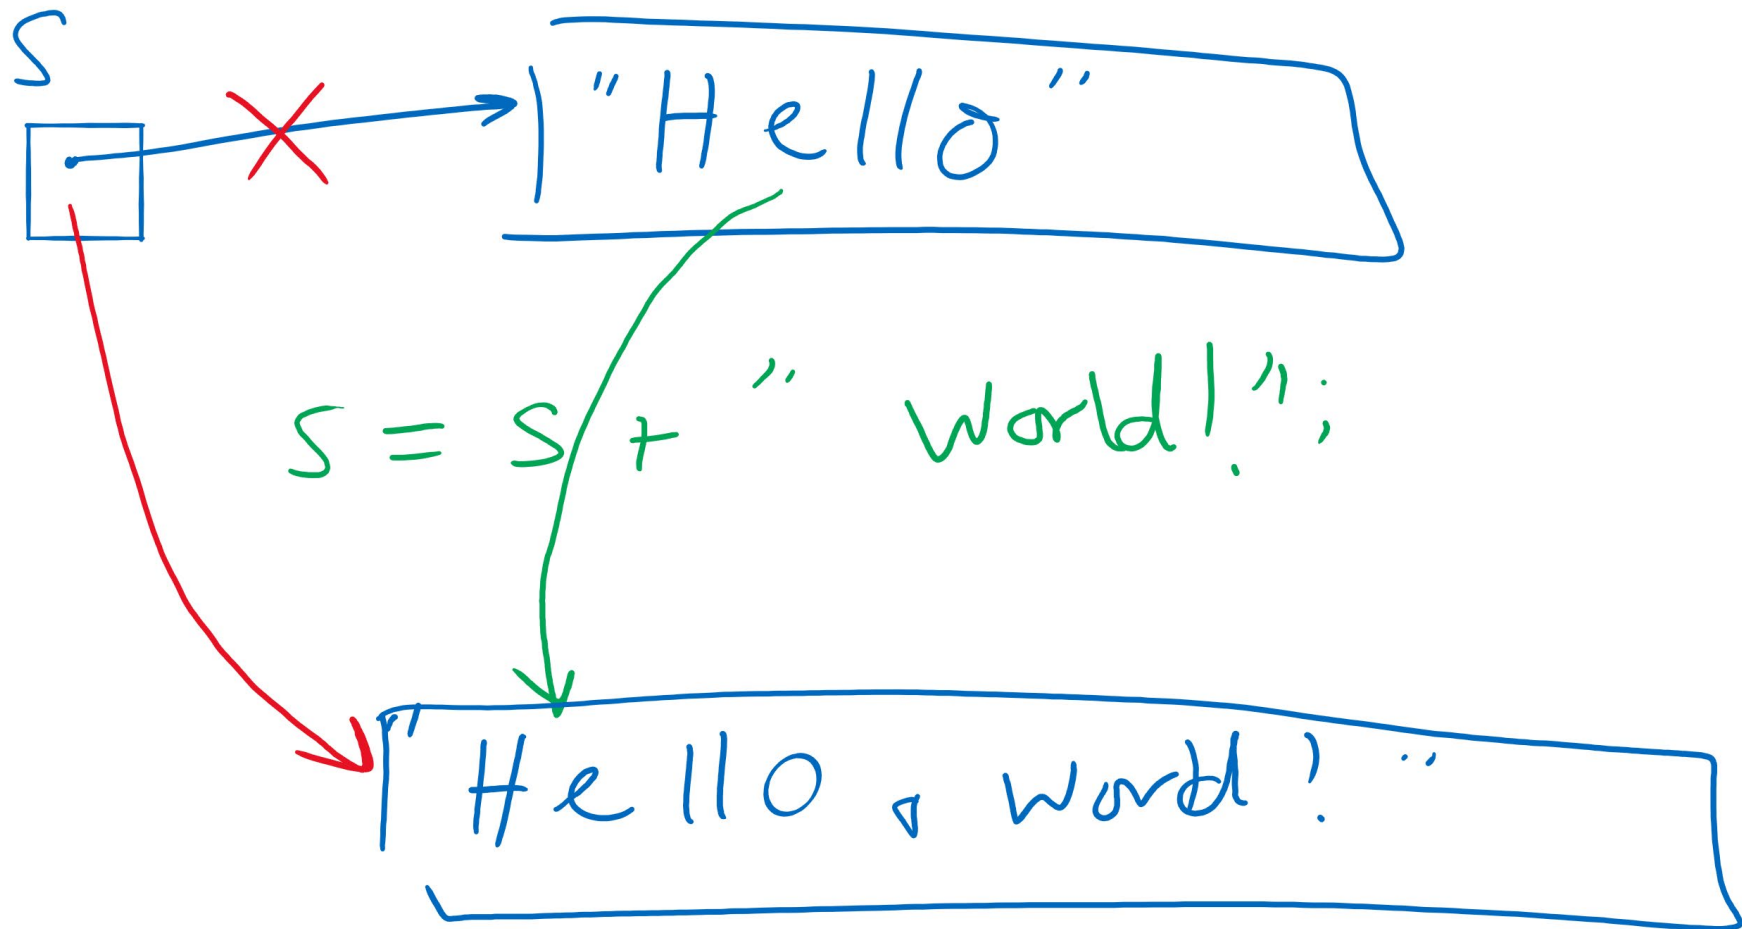 S
"Hello"
S = S + " world!";
"Hello, world!"